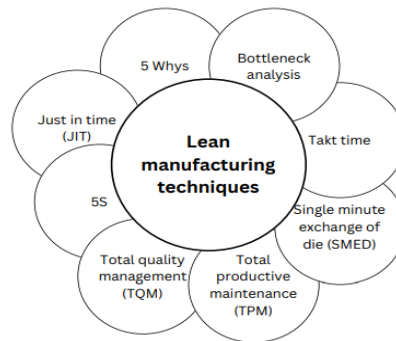 5 Whys
Bottleneck
analysis
Just in time
(JIT)
Lean
manufacturing
techniques
Takt time
5S
Single minute
exchange of
die (SMED)
Total quality
management
(TQM)
Total
productive
maintenance
(TPM)